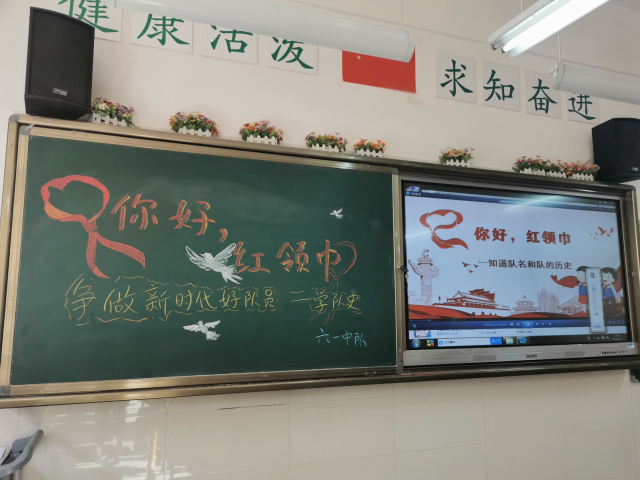 健康活泼
求知奋进
你好,
红领巾
争做新时代好队员 —学队史
六一中队
你好，红领巾
—知道队名和队的历史